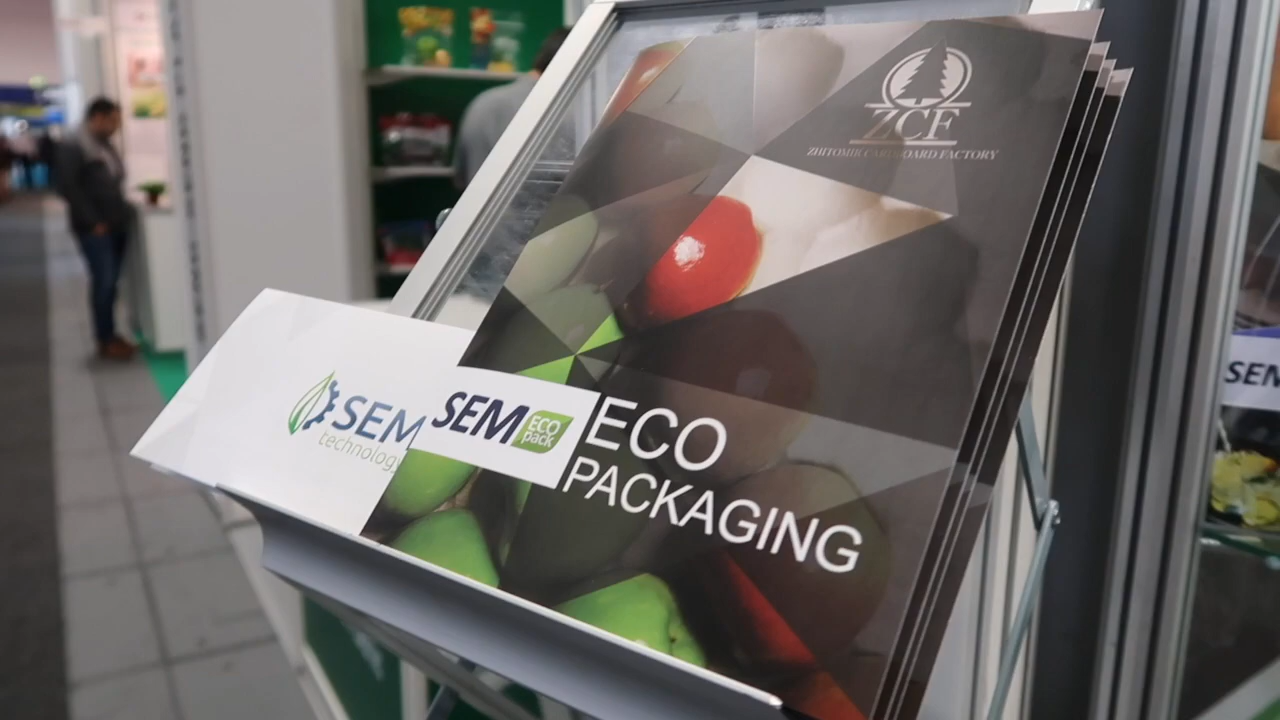 ZCF
ZHITOMIR CARDBOARD FACTORY
SEM
technology
SEM
ECO
pack
ECO
PACKAGING
SEM